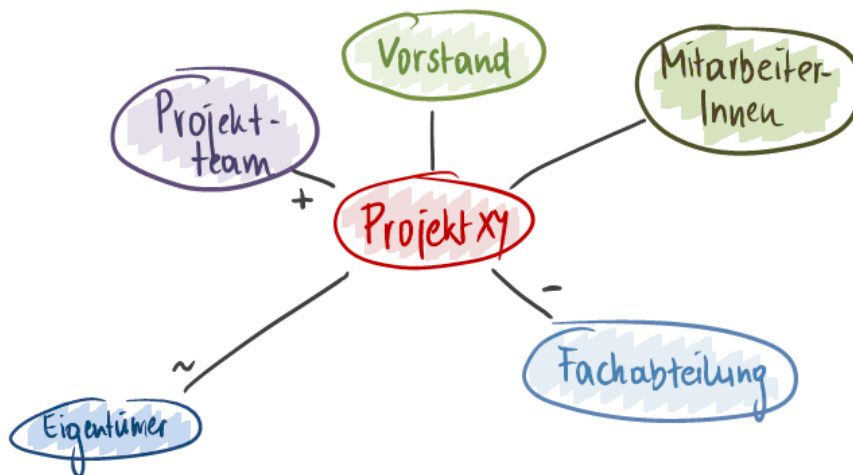 Vorstand
Mitarbeiter-
Innen
Projekt-
team
+
Projekt xy
-
Fachabteilung
~
Eigentümer